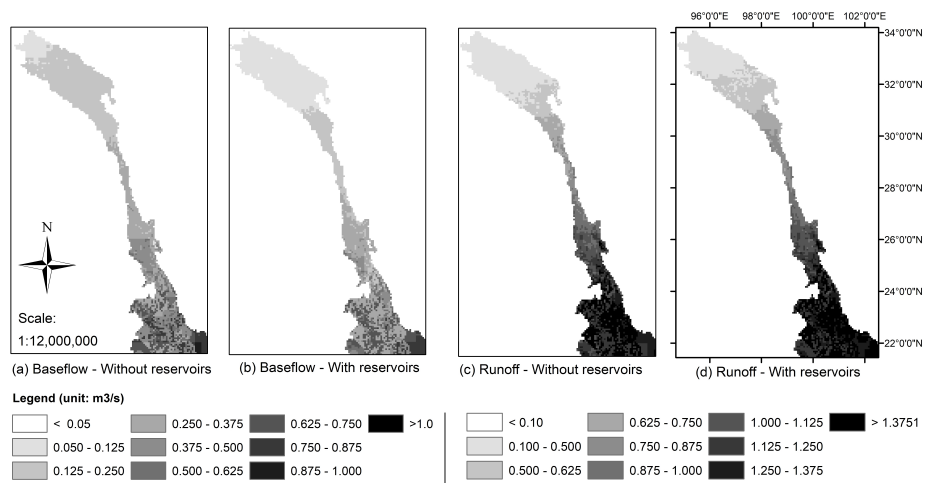 96°0'0"E 98°0'0"E 100°0'0"E 102°0'0"E
34°0'0"N
32°0'0"N
30°0'0"N
28°0'0"N
26°0'0"N
24°0'0"N
22°0'0"N
N
Scale:
1:12,000,000
(a) Baseflow - Without reservoirs
(b) Baseflow - With reservoirs
(c) Runoff - Without reservoirs
(d) Runoff - With reservoirs
Legend (unit: m3/s)
< 0.05 0.250 - 0.375 0.625 - 0.750 >1.0
0.050 - 0.125 0.375 - 0.500 0.750 - 0.875
0.125 - 0.250 0.500 - 0.625 0.875 - 1.000
< 0.10 0.625 - 0.750 1.000 - 1.125 > 1.3751
0.100 - 0.500 0.750 - 0.875 1.125 - 1.250
0.500 - 0.625 0.875 - 1.000 1.250 - 1.375